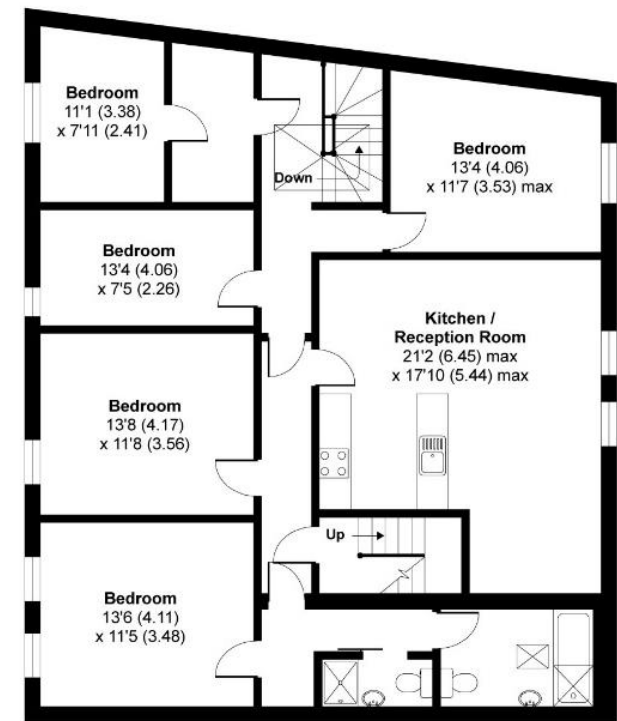 Bedroom
11'1 (3.38)
x 7'11 (2.41)
Bedroom
13'4 (4.06)
x 11'7 (3.53) max
Down
Bedroom
13'4 (4.06)
x 7'5 (2.26)
Kitchen /
Reception Room
21'2 (6.45) max
x 17'10 (5.44) max
Bedroom
13'8 (4.17)
x 11'8 (3.56)
Up
Bedroom
13'6 (4.11)
x 11'5 (3.48)